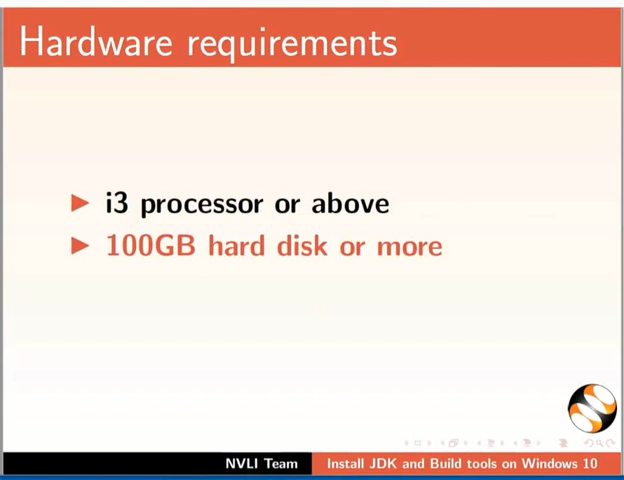 Hardware requirements
i3 processor or above
100GB hard disk or more
NVLI Team
Install JDK and Build tools on Windows 10